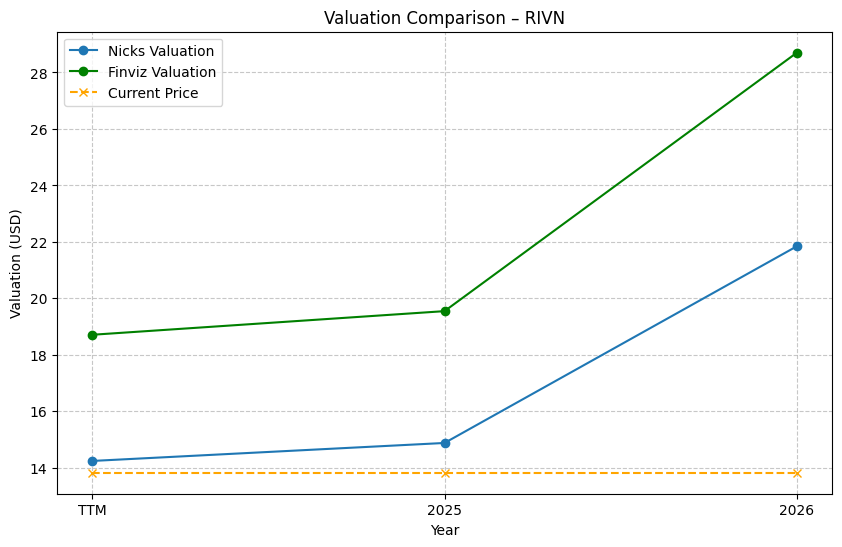 Valuation Comparison – RIVN
Nicks Valuation
Finviz Valuation
Current Price
Valuation (USD)
28
26
24
22
20
18
16
14
TTM
2025
2026
Year